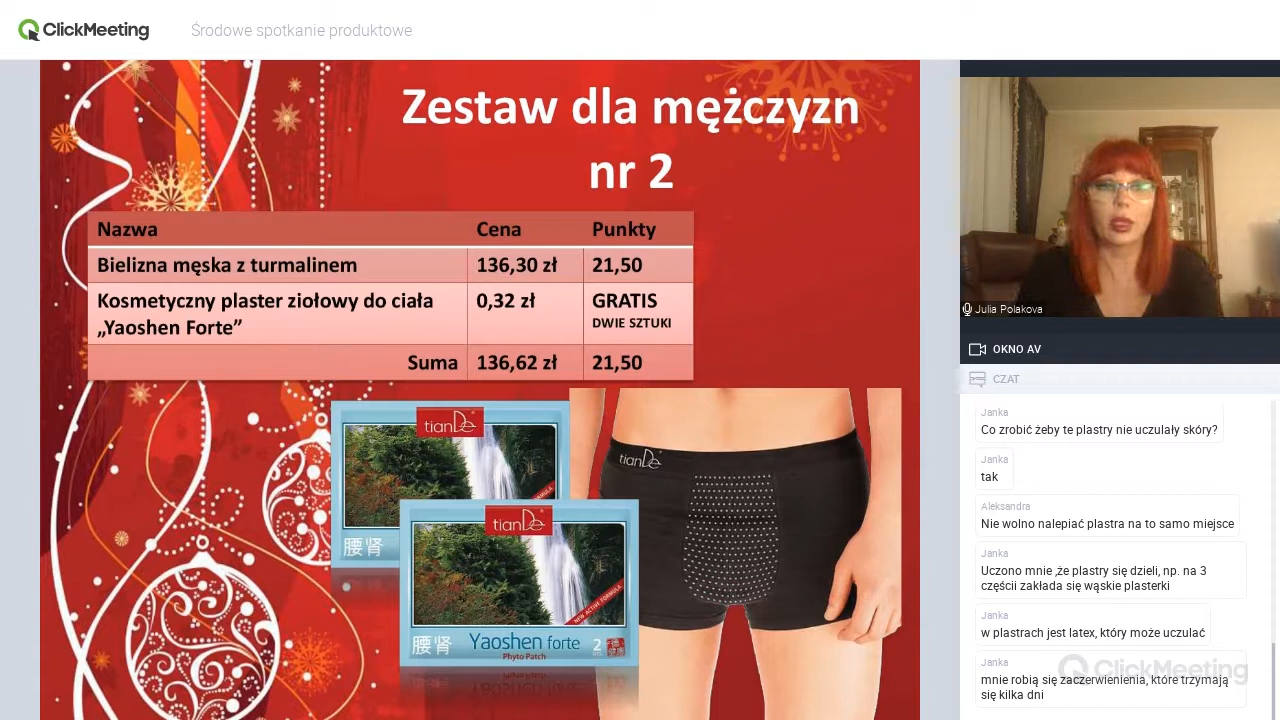 ClickMeeting
Środowe spotkanie produktowe
Zestaw dla mężczyzn
nr 2
Nazwa Cena Punkty
Bielizna męska z turmalinem 136,30 zł 21,50
Kosmetyczny plaster ziołowy do ciała 0,32 zł GRATIS
„Yaoshen Forte” DWIE SZTUKI
Suma 136,62 zł 21,50
tianDe
腰肾
tianDe
NEW ACTIVE FORMULA
腰肾 Yaoshen forte 2
Phyto Patch
tianDe
Julia Polakova
OKNO AV
CZAT
Janka
Co zrobić żeby te plastry nie uczulały skóry?
Janka
tak
Aleksandra
Nie wolno nalepiać plastra na to samo miejsce
Janka
Uczono mnie ,że plastry się dzieli, np. na 3
częścii zakłada się wąskie plasterki
Janka
w plastrach jest latex, który może uczulać
Janka
mnie robią się zaczerwienienia, które trzymają
się kilka dni
ClickMeeting